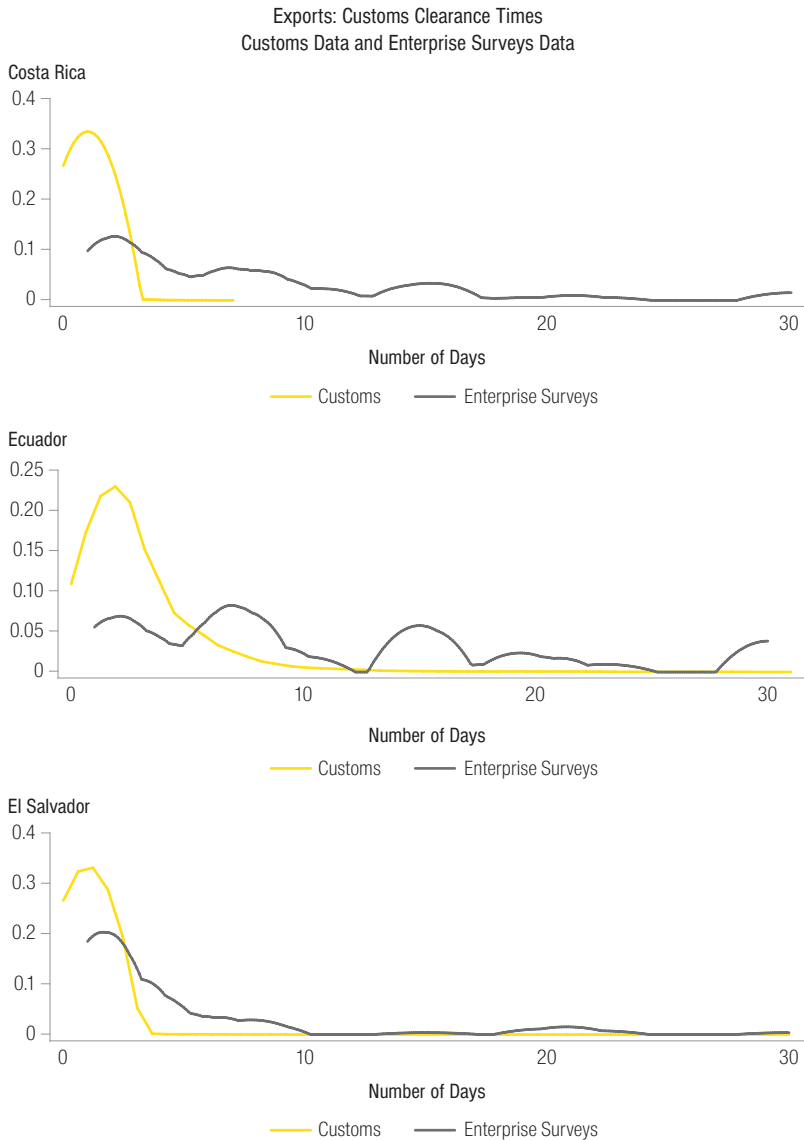 Exports: Customs Clearance Times
Customs Data and Enterprise Surveys Data
Costa Rica
0.4
0.3
0.2
0.1
0
0 10 20 30
Number of Days
Customs Enterprise Surveys
Ecuador
0.25
0.20
0.15
0.10
0.05
0
0 10 20 30
Number of Days
Customs Enterprise Surveys
El Salvador
0.4
0.3
0.2
0.1
0
0 10 20 30
Number of Days
Customs Enterprise Surveys